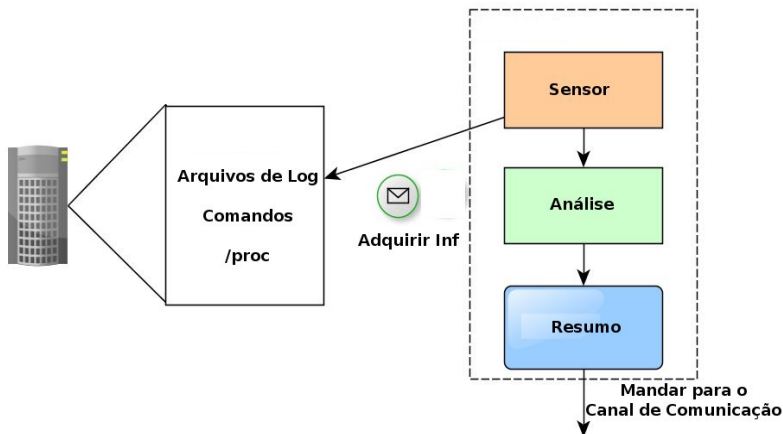 Sensor
Arquivos de Log
Comandos
/proc
Adquirir Inf
Análise
Resumo
Mandar para o
Canal de Comunicação